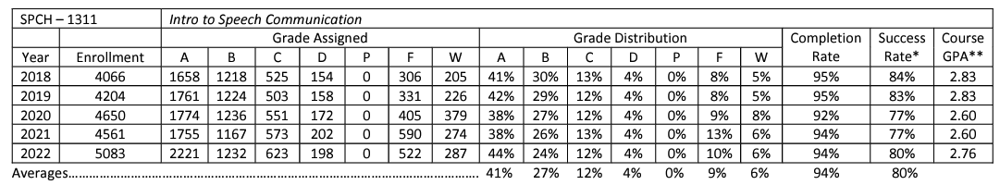 SPCH – 1311 Intro to Speech Communication
Grade Assigned Grade Distribution Completion Success Course
Year Enrollment A B C D P F W A B C D P F W Rate Rate* GPA**
2018 4066 1658 1218 525 154 0 306 205 41% 30% 13% 4% 0% 8% 5% 95% 84% 2.83
2019 4204 1761 1224 503 158 0 331 226 42% 29% 12% 4% 0% 8% 5% 95% 83% 2.83
2020 4650 1774 1236 551 172 0 405 379 38% 27% 12% 4% 0% 9% 8% 92% 77% 2.60
2021 4561 1755 1167 573 202 0 590 274 38% 26% 13% 4% 0% 13% 6% 94% 77% 2.60
2022 5083 2221 1232 623 198 0 522 287 44% 24% 12% 4% 0% 10% 6% 94% 80% 2.76
Averages........................................................................................................ 41% 27% 12% 4% 0% 9% 6% 94% 80%